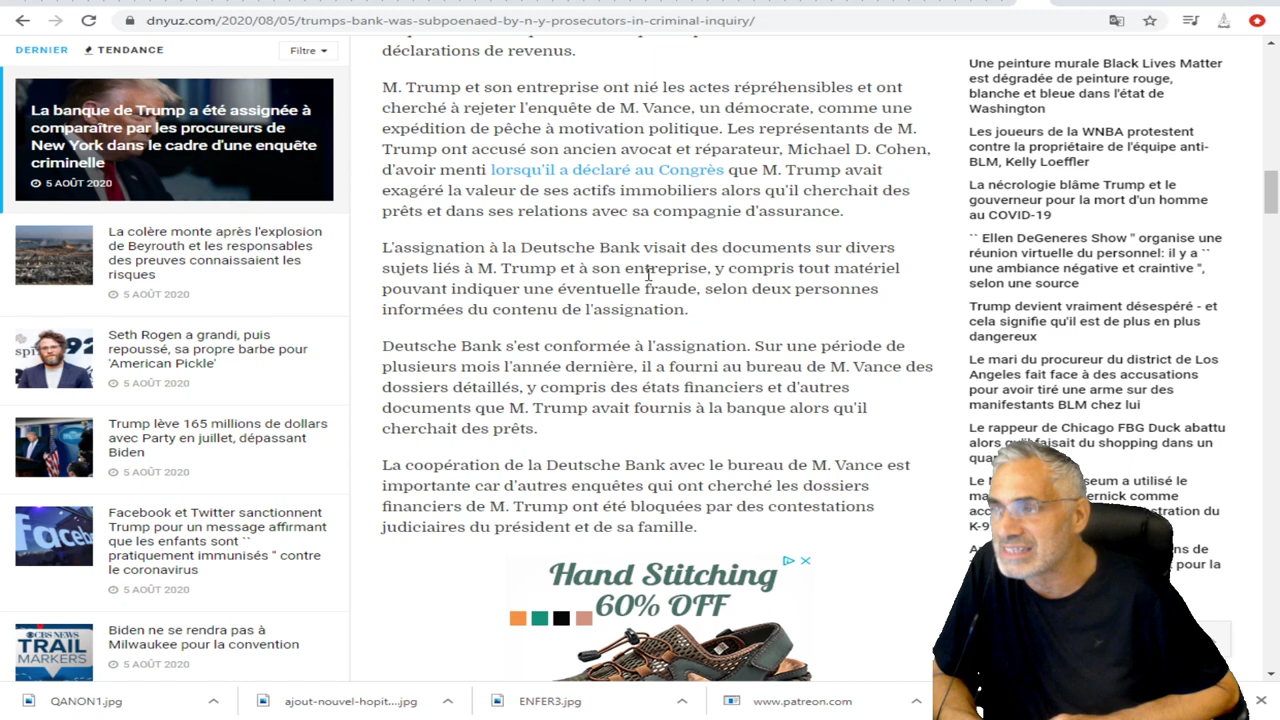 dnyuz.com/2020/08/05/trumps-bank-was-subpoenaed-by-n-y-prosecutors-in-criminal-inquiry/
DERNIER
TENDANCE
Filtre
La banque de Trump a été assignée à
comparaître par les procureurs de
New York dans le cadre d'une enquête
criminelle
5 AOÛT 2020
La colère monte après l'explosion
de Beyrouth et les responsables
des preuves connaissaient les
risques
5 AOÛT 2020
Seth Rogen a grandi, puis
repoussé, sa propre barbe pour
'American Pickle'
5 AOÛT 2020
Trump lève 165 millions de dollars
avec Party en juillet, dépassant
Biden
5 AOÛT 2020
Facebook et Twitter sanctionnent
Trump pour un message affirmant
que les enfants sont ``
pratiquement immunisés '' contre
le coronavirus
5 AOÛT 2020
CBS NEWS
TRAIL
MARKERS
Biden ne se rendra pas à
Milwaukee pour la convention
5 AOÛT 2020
déclarations de revenus.
M. Trump et son entreprise ont nié les actes répréhensibles et ont
cherché à rejeter l'enquête de M. Vance, un démocrate, comme une
expédition de pêche à motivation politique. Les représentants de M.
Trump ont accusé son ancien avocat et réparateur, Michael D. Cohen,
d'avoir menti lorsqu'il a déclaré au Congrès que M. Trump avait
exagéré la valeur de ses actifs immobiliers alors qu'il cherchait des
prêts et dans ses relations avec sa compagnie d'assurance.
L'assignation à la Deutsche Bank visait des documents sur divers
sujets liés à M. Trump et à son entreprise, y compris tout matériel
pouvant indiquer une éventuelle fraude, selon deux personnes
informées du contenu de l'assignation.
Deutsche Bank s'est conformée à l'assignation. Sur une période de
plusieurs mois l'année dernière, il a fourni au bureau de M. Vance des
dossiers détaillés, y compris des états financiers et d'autres
documents que M. Trump avait fournis à la banque alors qu'il
cherchait des prêts.
La coopération de la Deutsche Bank avec le bureau de M. Vance est
importante car d'autres enquêtes qui ont cherché les dossiers
financiers de M. Trump ont été bloquées par des contestations
judiciaires du président et de sa famille.
Hand Stitching
60% OFF
Une peinture murale Black Lives Matter
est dégradée de peinture rouge,
blanche et bleue dans l'état de
Washington
Les joueurs de la WNBA protestent
contre la propriétaire de l'équipe anti-
BLM, Kelly Loeffler
La nécrologie blâme Trump et le
gouverneur pour la mort d'un homme
au COVID-19
`` Ellen DeGeneres Show '' organise une
réunion virtuelle du personnel: il y a ``
une ambiance négative et craintive '',
selon une source
Trump devient vraiment désespéré - et
cela signifie qu'il est de plus en plus
dangereux
Le mari du procureur du district de Los
Angeles fait face à des accusations
pour avoir tiré une arme sur des
manifestants BLM chez lui
Le rappeur de Chicago FBG Duck abattu
alors qu'il faisait du shopping dans un
a utilisé le
comme
du
K-9
de
pour la
QANON1.jpg
ajout-nouvel-hopit....jpg
ENFER3.jpg
www.patreon.com